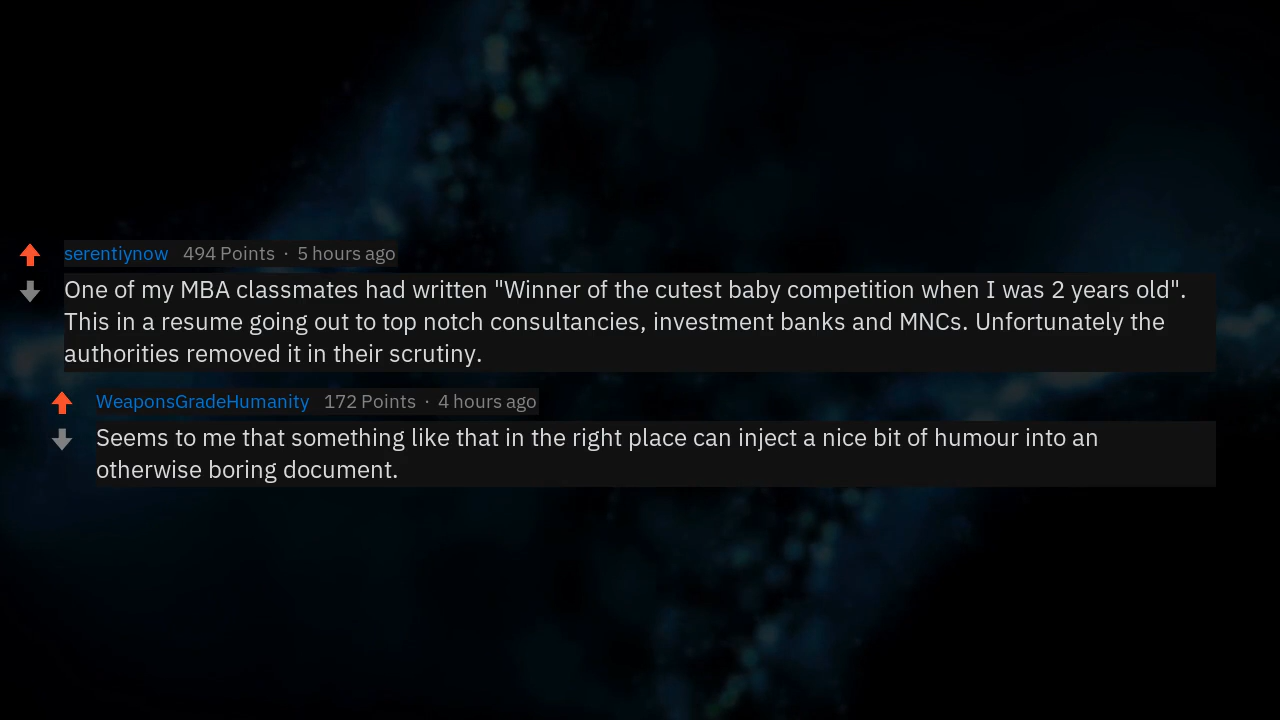 serentiynow 494 Points · 5 hours ago
One of my MBA classmates had written "Winner of the cutest baby competition when I was 2 years old".
This in a resume going out to top notch consultancies, investment banks and MNCs. Unfortunately the
authorities removed it in their scrutiny.
WeaponsGradeHumanity 172 Points · 4 hours ago
Seems to me that something like that in the right place can inject a nice bit of humour into an
otherwise boring document.